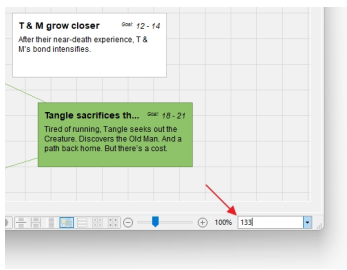 T & M grow closer Goal: 12 - 14
After their near-death experience, T &
M's bond intensifies.
Tangle sacrifices th... Goal: 18 - 21
Tired of running, Tangle seeks out the
Creature. Discovers the Old Man. And a
path back home. But there's a cost.
100% 133